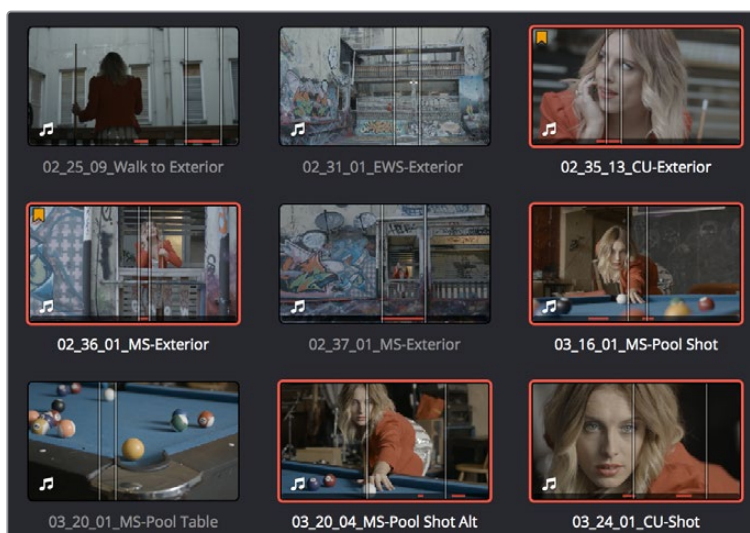 02_25_09_Walk to Exterior
02_31_01_EWS-Exterior
02_35_13_CU-Exterior
02_36_01_MS-Exterior
02_37_01_MS-Exterior
03_16_01_MS-Pool Shot
03_20_01_MS-Pool Table
03_20_04_MS-Pool Shot Alt
03_24_01_CU-Shot